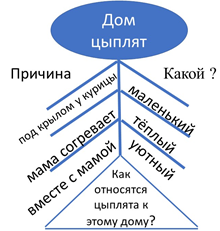 Дом
цыплят
Причина
Какой ?
под крылом у курицы
мама согревает
вместе с мамой
маленький
тёплый
уютный
Как
относятся
цыплята к
этому дому?